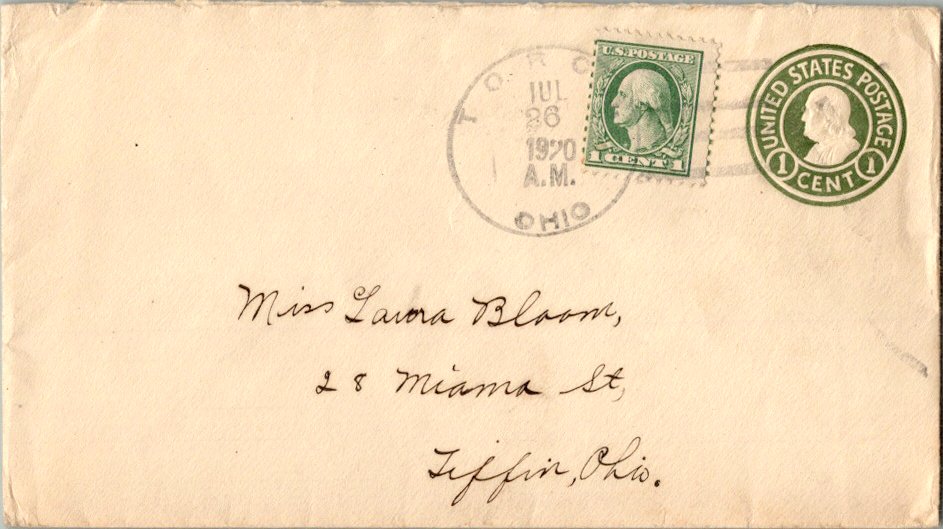 TORC
JUL
26
1920
A.M.
OHIO
U.S. POSTAGE
1 CENT 1
UNITED STATES POSTAGE
1 CENT 1
Miss Laura Bloom,
28 Miama St,
Tiffin, Ohio.